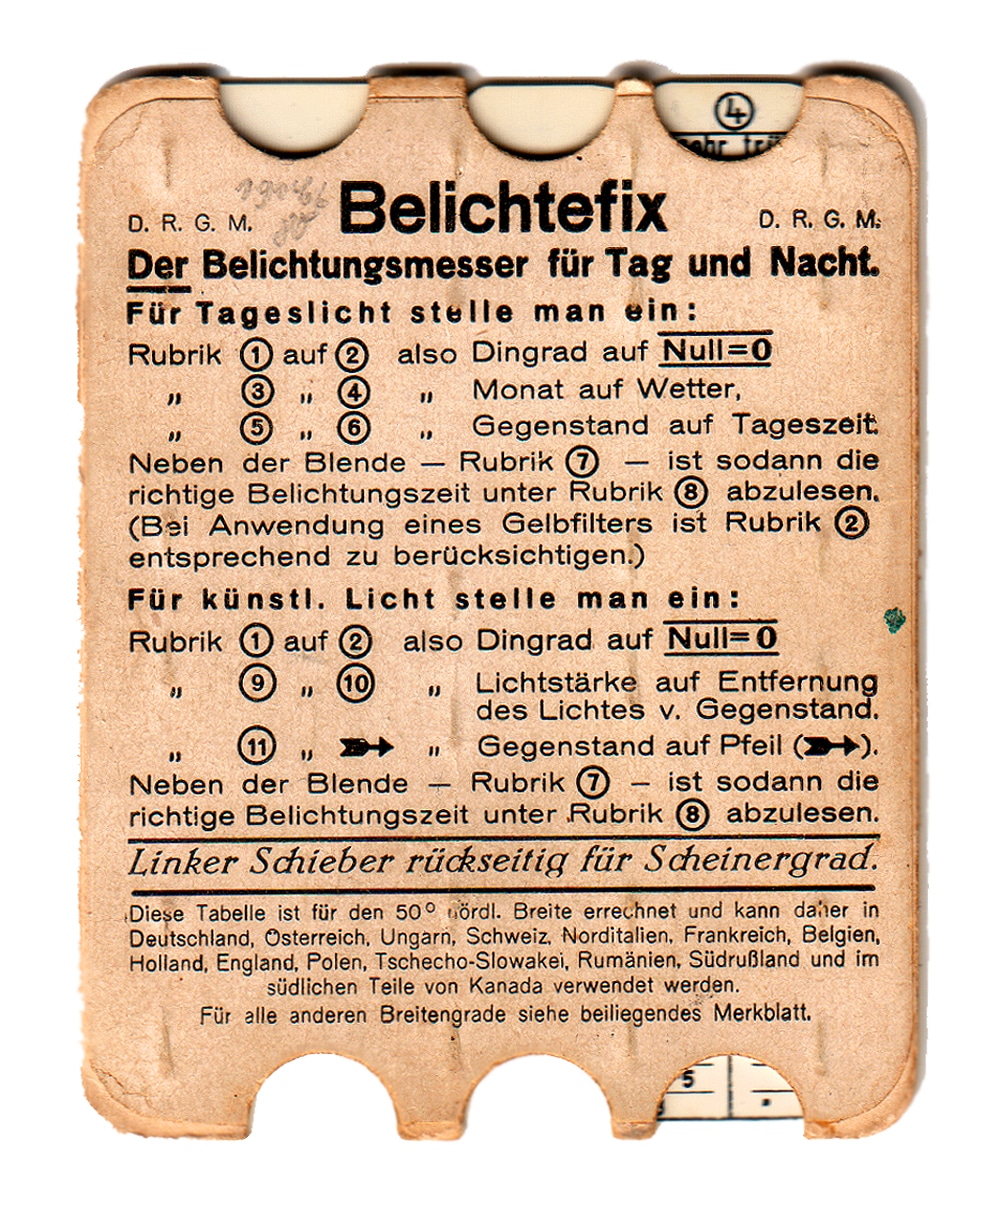 ④
sehr trü
Belichtefix
D. R. G. M. D. R. G. M.
Der Belichtungsmesser für Tag und Nacht.
Für Tageslicht stelle man ein:
Rubrik ① auf ② also Dingrad auf Null=0
„ ③ „ ④ „ Monat auf Wetter,
„ ⑤ „ ⑥ „ Gegenstand auf Tageszeit.
Neben der Blende — Rubrik ⑦ — ist sodann die
richtige Belichtungszeit unter Rubrik ⑧ abzulesen.
(Bei Anwendung eines Gelbfilters ist Rubrik ②
entsprechend zu berücksichtigen.)
Für künstl. Licht stelle man ein:
Rubrik ① auf ② also Dingrad auf Null=0
„ ⑨ „ ⑩ „ Lichtstärke auf Entfernung
des Lichtes v. Gegenstand.
„ ⑪ „ ➳ „ Gegenstand auf Pfeil (➳).
Neben der Blende — Rubrik ⑦ — ist sodann die
richtige Belichtungszeit unter Rubrik ⑧ abzulesen.
Linker Schieber rückseitig für Scheinergrad.
Diese Tabelle ist für den 50° nördl. Breite errechnet und kann daher in
Deutschland, Österreich, Ungarn, Schweiz, Norditalien, Frankreich, Belgien,
Holland, England, Polen, Tschecho-Slowakei, Rumänien, Südrußland und im
südlichen Teile von Kanada verwendet werden.
Für alle anderen Breitengrade siehe beiliegendes Merkblatt.
5